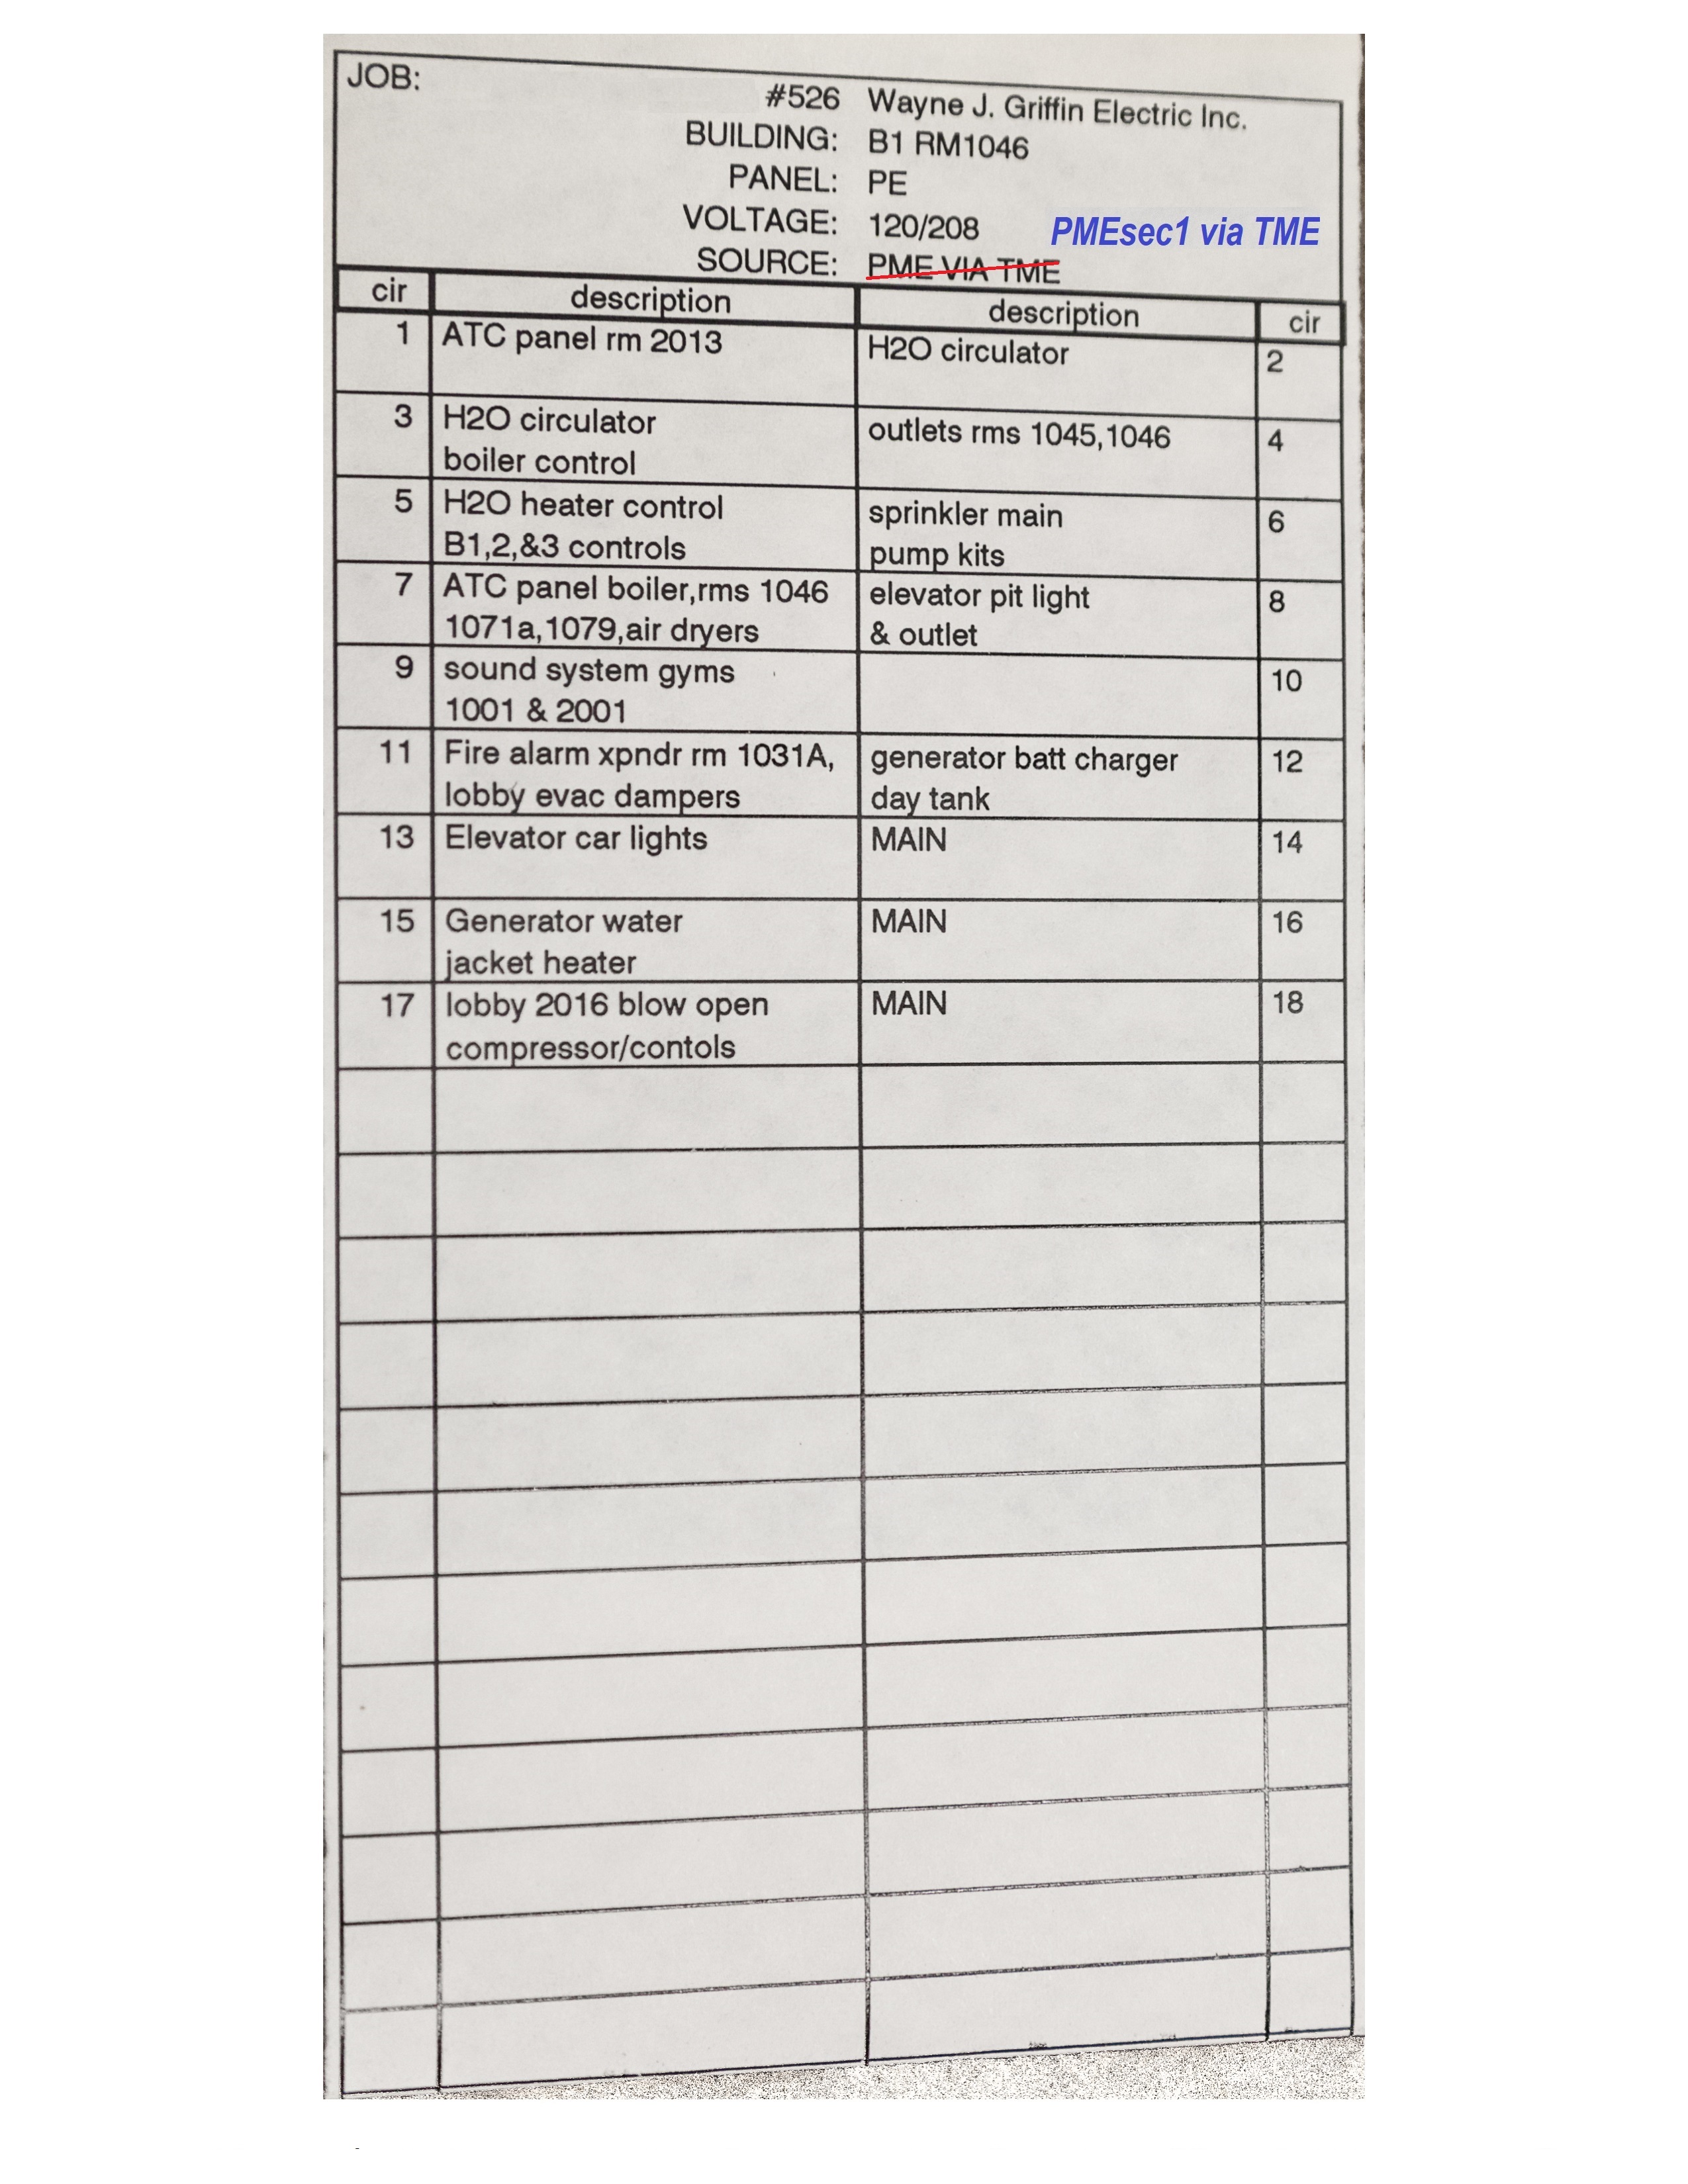 JOB:
#526 Wayne J. Griffin Electric Inc.
BUILDING: B1 RM1046
PANEL: PE
VOLTAGE: 120/208 PMEsec1 via TME
SOURCE: PME VIA TME
cir description description cir
1 ATC panel rm 2013 H2O circulator 2
3 H2O circulator outlets rms 1045,1046 4
boiler control
5 H2O heater control sprinkler main 6
B1,2,&3 controls pump kits
7 ATC panel boiler,rms 1046 elevator pit light 8
1071a,1079,air dryers & outlet
9 sound system gyms 10
1001 & 2001
11 Fire alarm xpndr rm 1031A, generator batt charger 12
lobby evac dampers day tank
13 Elevator car lights MAIN 14
15 Generator water MAIN 16
jacket heater
17 lobby 2016 blow open MAIN 18
compressor/contols